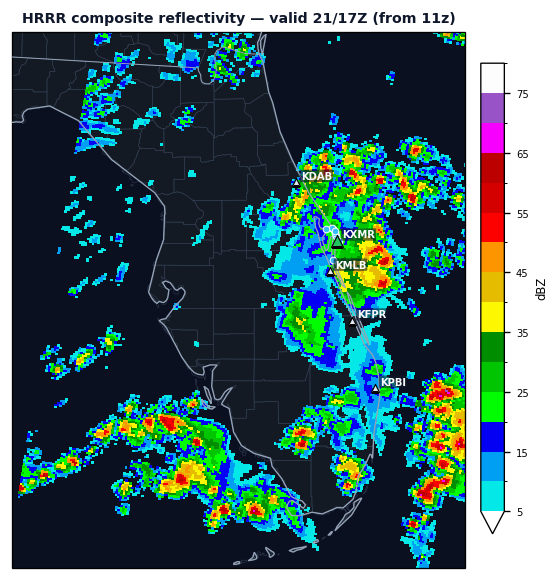 HRRR composite reflectivity — valid 21/17Z (from 11z)
75
65
55
45
35
25
15
5
dBZ
KDAB
KXMR
KMLB
KFPR
KPBI